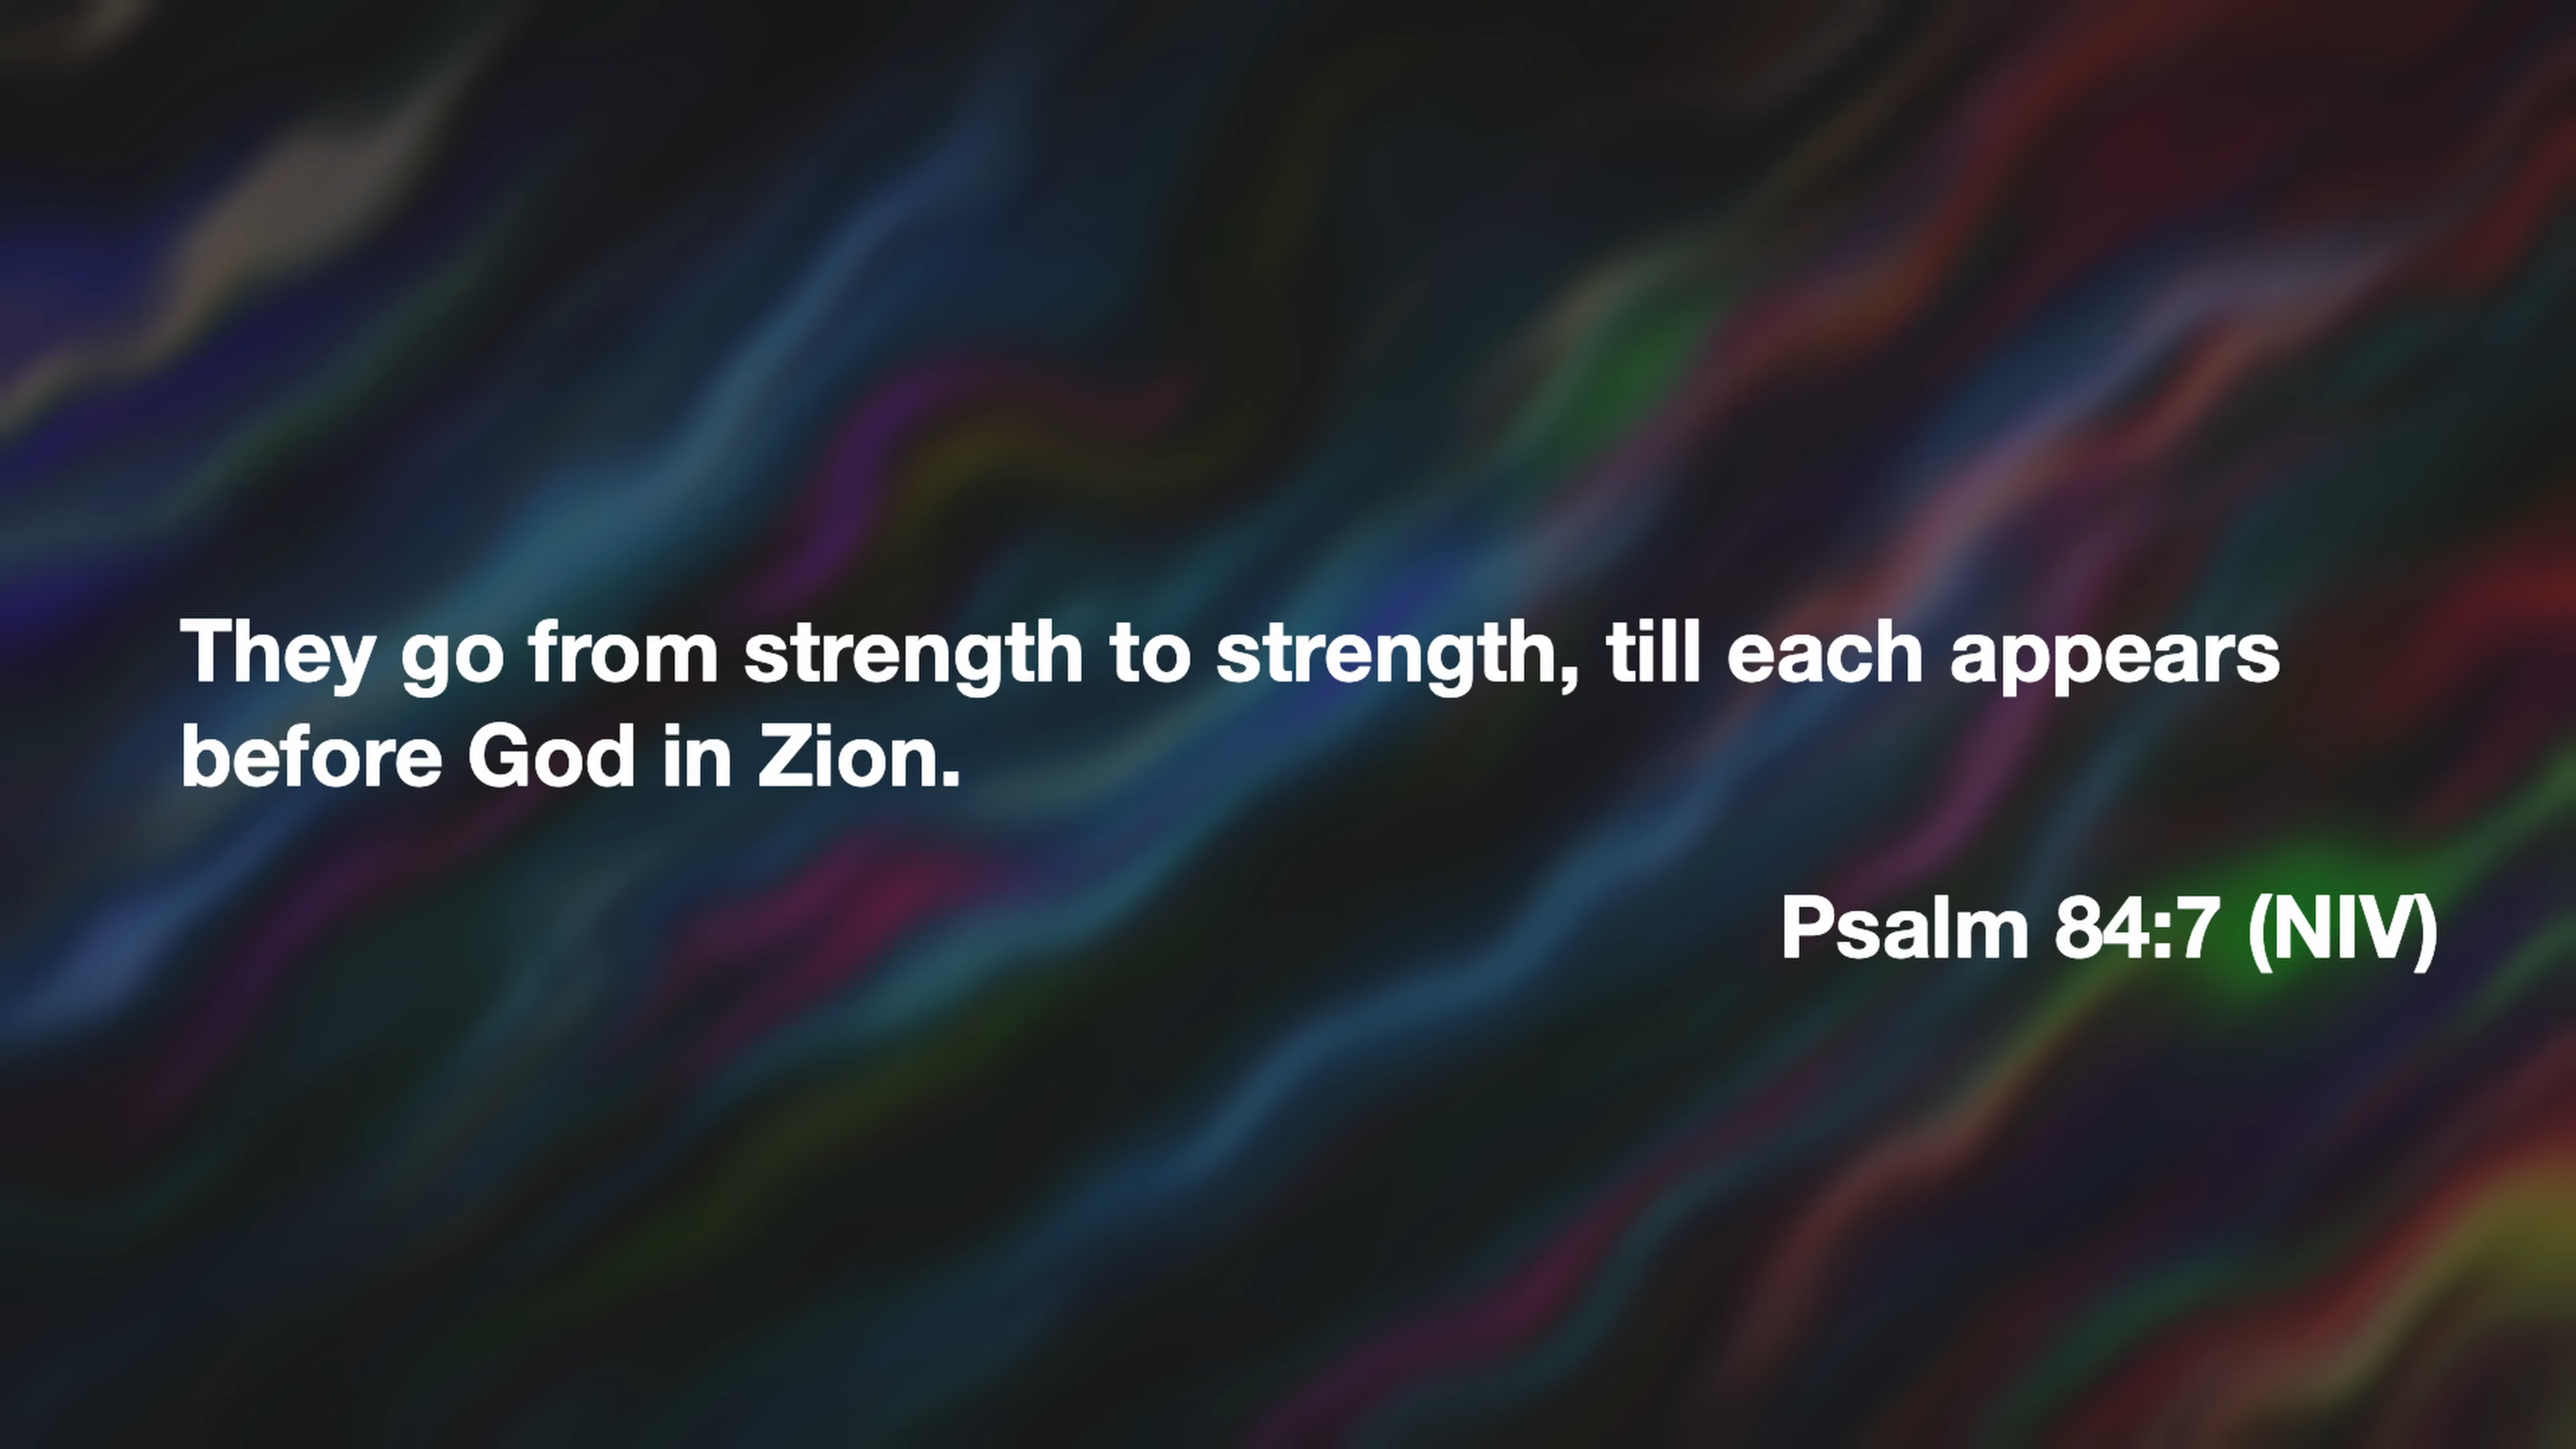 They go from strength to strength, till each appears
before God in Zion.
Psalm 84:7 (NIV)